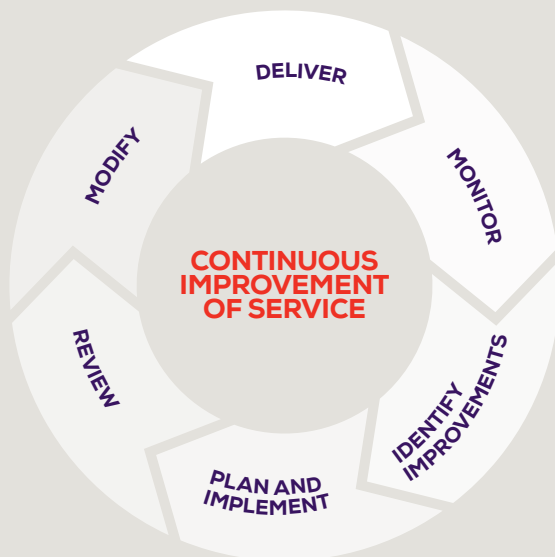 DELIVER
MONITOR
IDENTIFY
IMPROVEMENTS
PLAN AND
IMPLEMENT
REVIEW
MODIFY
CONTINUOUS
IMPROVEMENT
OF SERVICE